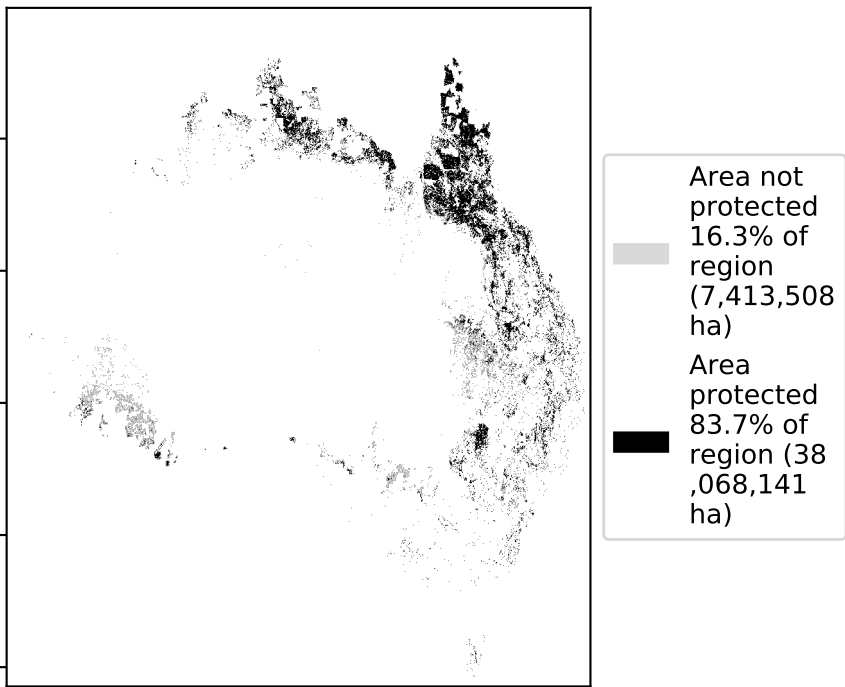 Area not
protected
16.3% of
region
(7,413,508
ha)
Area
protected
83.7% of
region (38
,068,141
ha)